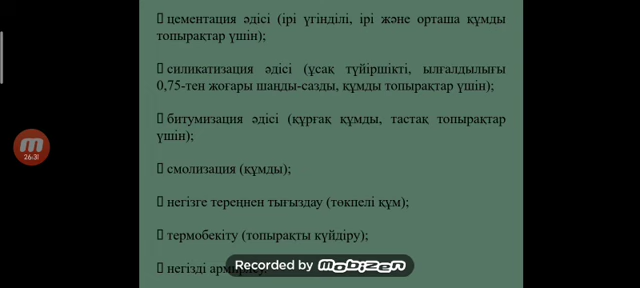 цементация әдісі (ірі үгінділі, ірі және орташа құмды
топырақтар үшін);
силикатизация әдісі (ұсақ түйіршікті, ылғалдылығы
0,75-тен жоғары шаңды-сазды, құмды топырақтар үшін);
битумизация әдісі (құрғақ құмды, тастақ топырақтар
үшін);
смолизация (құмды);
негізге тереңнен тығыздау (төкпелі құм);
термобекіту (топырақты күйдіру);
негізді
Recorded by mobizen
26:31